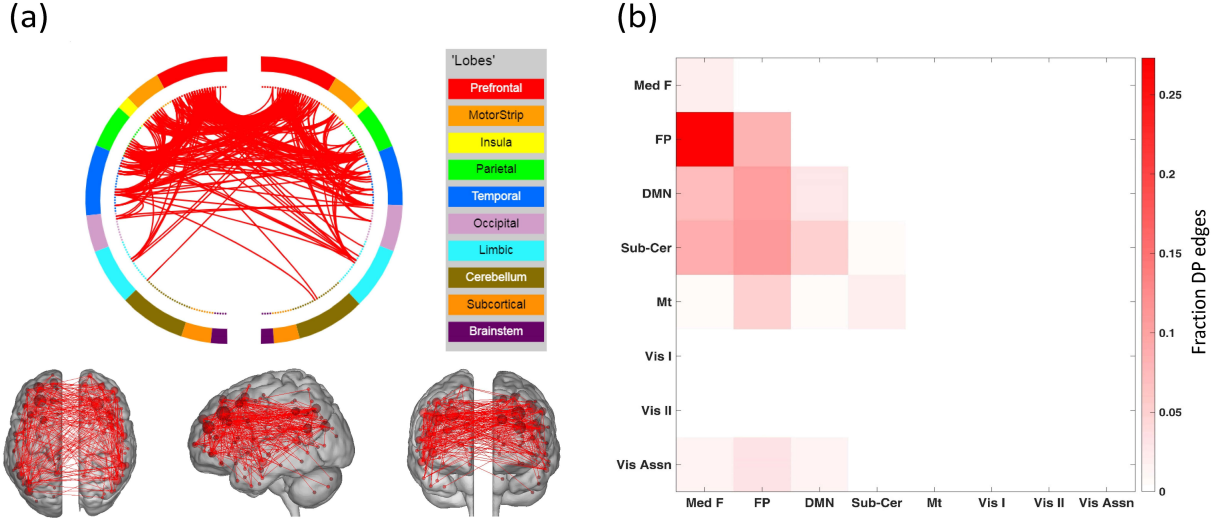 (a)
'Lobes'
Prefrontal
MotorStrip
Insula
Parietal
Temporal
Occipital
Limbic
Cerebellum
Subcortical
Brainstem
(b)
Med F
FP
DMN
Sub-Cer
Mt
Vis I
Vis II
Vis Assn
Med F FP DMN Sub-Cer Mt Vis I Vis II Vis Assn
0.25
0.2
0.15
0.1
0.05
0
Fraction DP edges